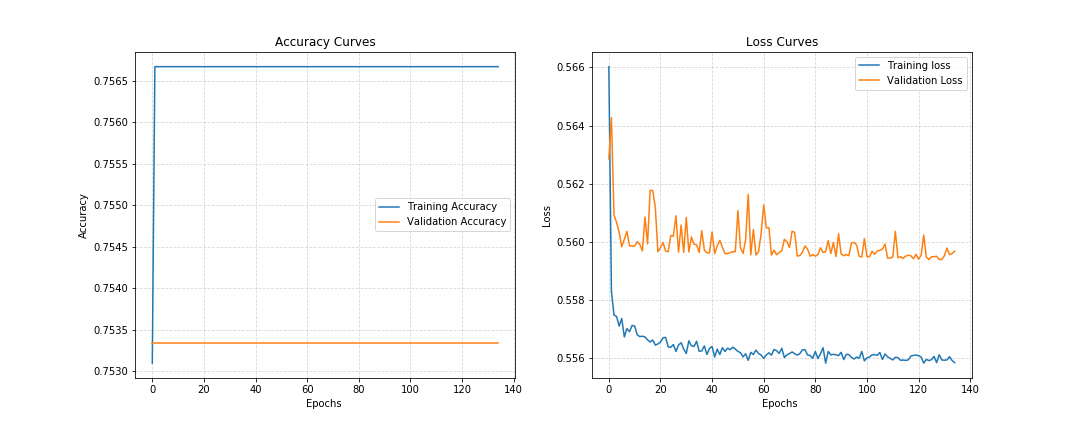 Accuracy Curves
Accuracy
0.7565
0.7560
0.7555
0.7550
0.7545
0.7540
0.7535
0.7530
Training Accuracy
Validation Accuracy
0 20 40 60 80 100 120 140
Epochs
Loss Curves
Loss
0.566
0.564
0.562
0.560
0.558
0.556
Training loss
Validation Loss
0 20 40 60 80 100 120 140
Epochs